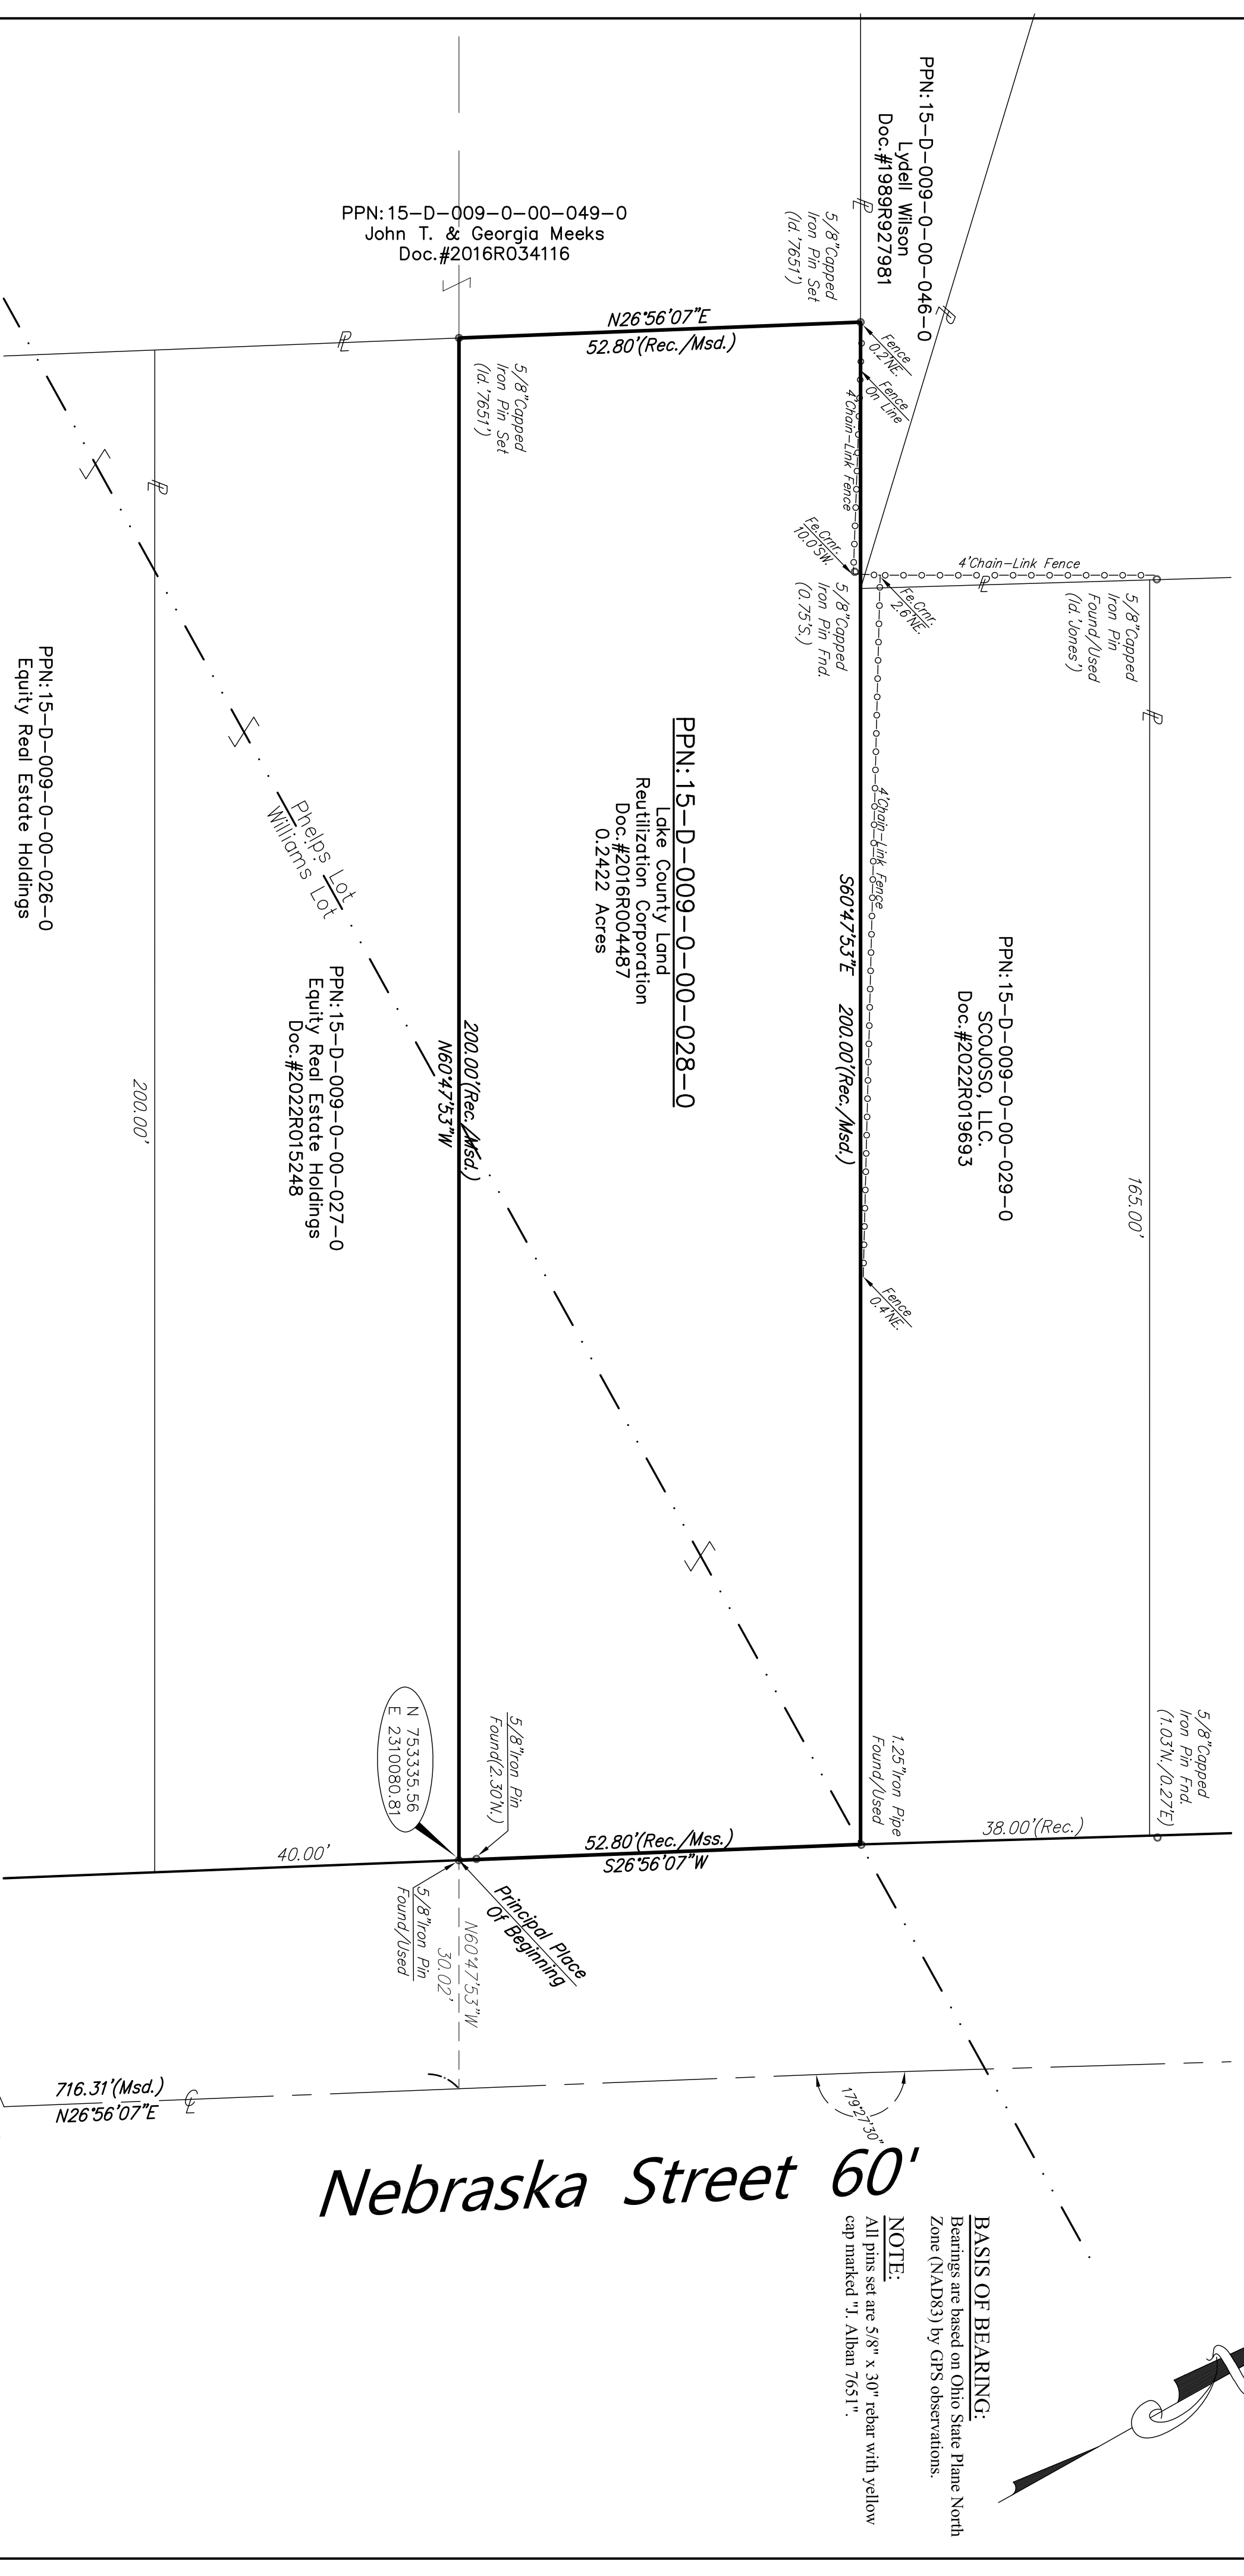 PPN:15-D-009-0-00-046-0
Lydell Wilson
Doc.#1989R927981
PPN:15-D-009-0-00-049-0
John T. & Georgia Meeks
Doc.#2016R034116
5/8"Capped
Iron Pin Set
(Id.'7651')
N26°56'07"E
52.80'(Rec./Msd.)
Fence
0.2'NE.
Fence
On Line
4'Chain-Link Fence
5/8"Capped
Iron Pin Set
(Id.'7651')
Fe.Crnr.
10.0'SW.
4'Chain-Link Fence
Fe.Crnr.
2.6'NE.
5/8"Capped
Iron Pin Fnd.
(0.75'S.)
5/8"Capped
Iron Pin
Found/Used
(Id.'Jones')
PPN:15-D-009-0-00-026-0
Equity Real Estate Holdings
PPN:15-D-009-0-00-028-0
Lake County Land
Reutilization Corporation
Doc.#2016R004487
0.2422 Acres
Phelps Lot
Williams Lot
4'Chain-Link Fence
S60°47'53"E 200.00'(Rec./Msd.)
PPN:15-D-009-0-00-029-0
SCOJOSO, LLC.
Doc.#2022R019693
PPN:15-D-009-0-00-027-0
Equity Real Estate Holdings
Doc.#2022R015248
200.00'(Rec./Msd.)
N60°47'53"W
200.00'
165.00'
Fence
0.4'NE.
N 753335.56
E 2310080.81
5/8"Iron Pin
Found(2.30'N.)
1.25"Iron Pipe
Found/Used
5/8"Capped
Iron Pin Fnd.
(1.03'N./0.27'E)
38.00'(Rec.)
52.80'(Rec./Mss.)
S26°56'07"W
40.00'
5/8"Iron Pin
Found/Used
Principal Place
Of Beginning
N60°47'53"W
30.02'
716.31'(Msd.)
N26°56'07"E
179°27'30"
Nebraska Street 60'
BASIS OF BEARING:
Bearings are based on Ohio State Plane North
Zone (NAD83) by GPS observations.
NOTE:
All pins set are 5/8" x 30" rebar with yellow
cap marked "J. Alban 7651".